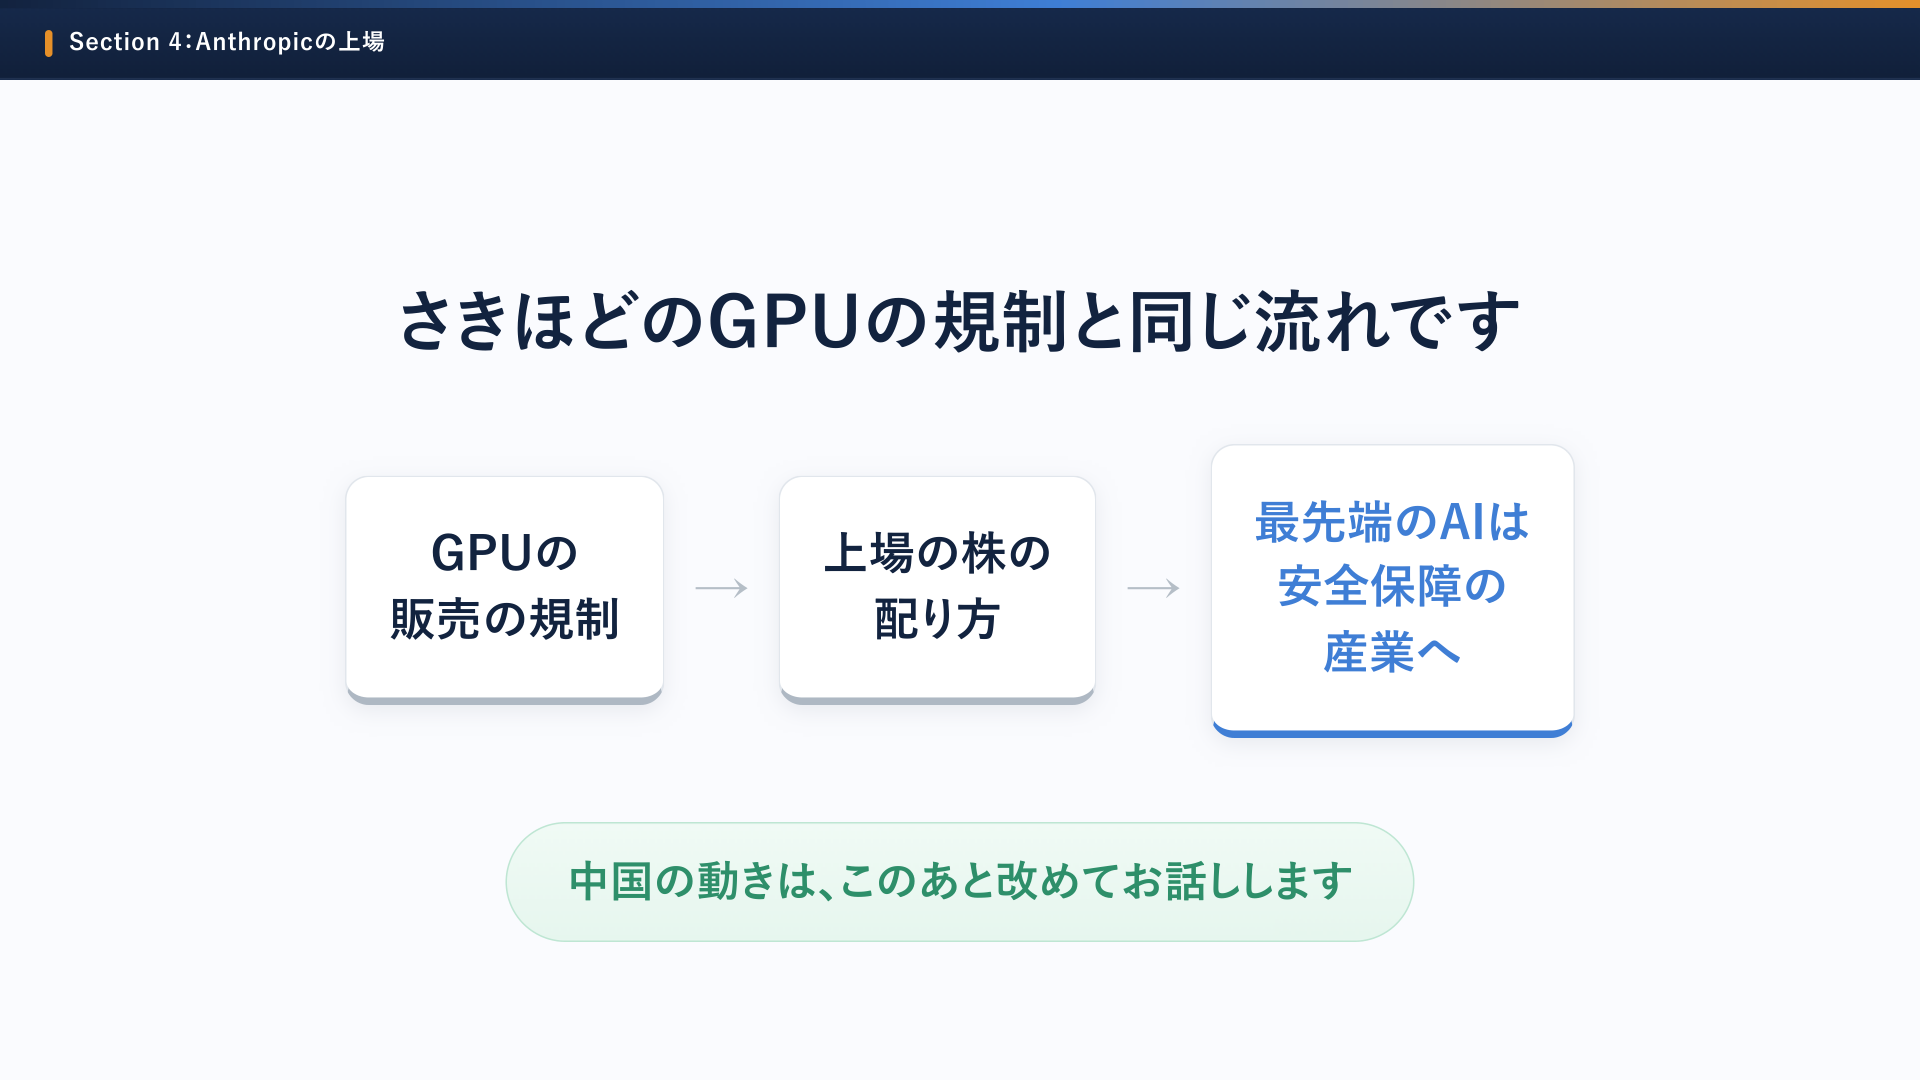 Section 4：Anthropicの上場
さきほどのGPUの規制と同じ流れです
GPUの
販売の規制
→
上場の株の
配り方
→
最先端のAIは
安全保障の
産業へ
中国の動きは、このあと改めてお話しします